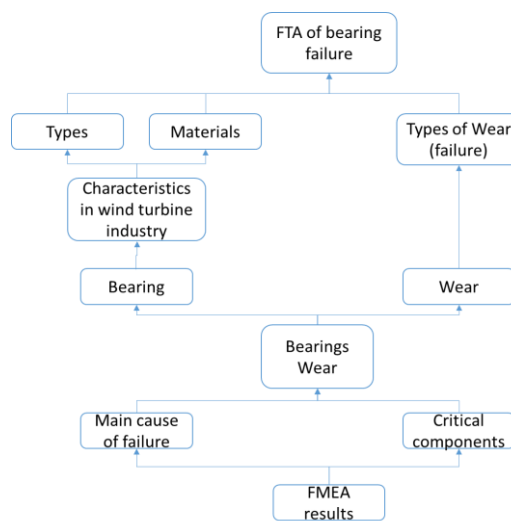 FTA of bearing
failure
Types
Materials
Types of Wear
(failure)
Characteristics
in wind turbine
industry
Bearing
Wear
Bearings
Wear
Main cause
of failure
Critical
components
FMEA
results